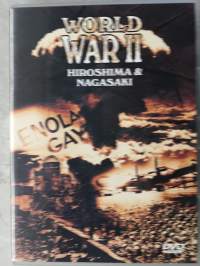 WORLD
WAR II
HIROSHIMA &
NAGASAKI
ENOLA
GAY
DVD